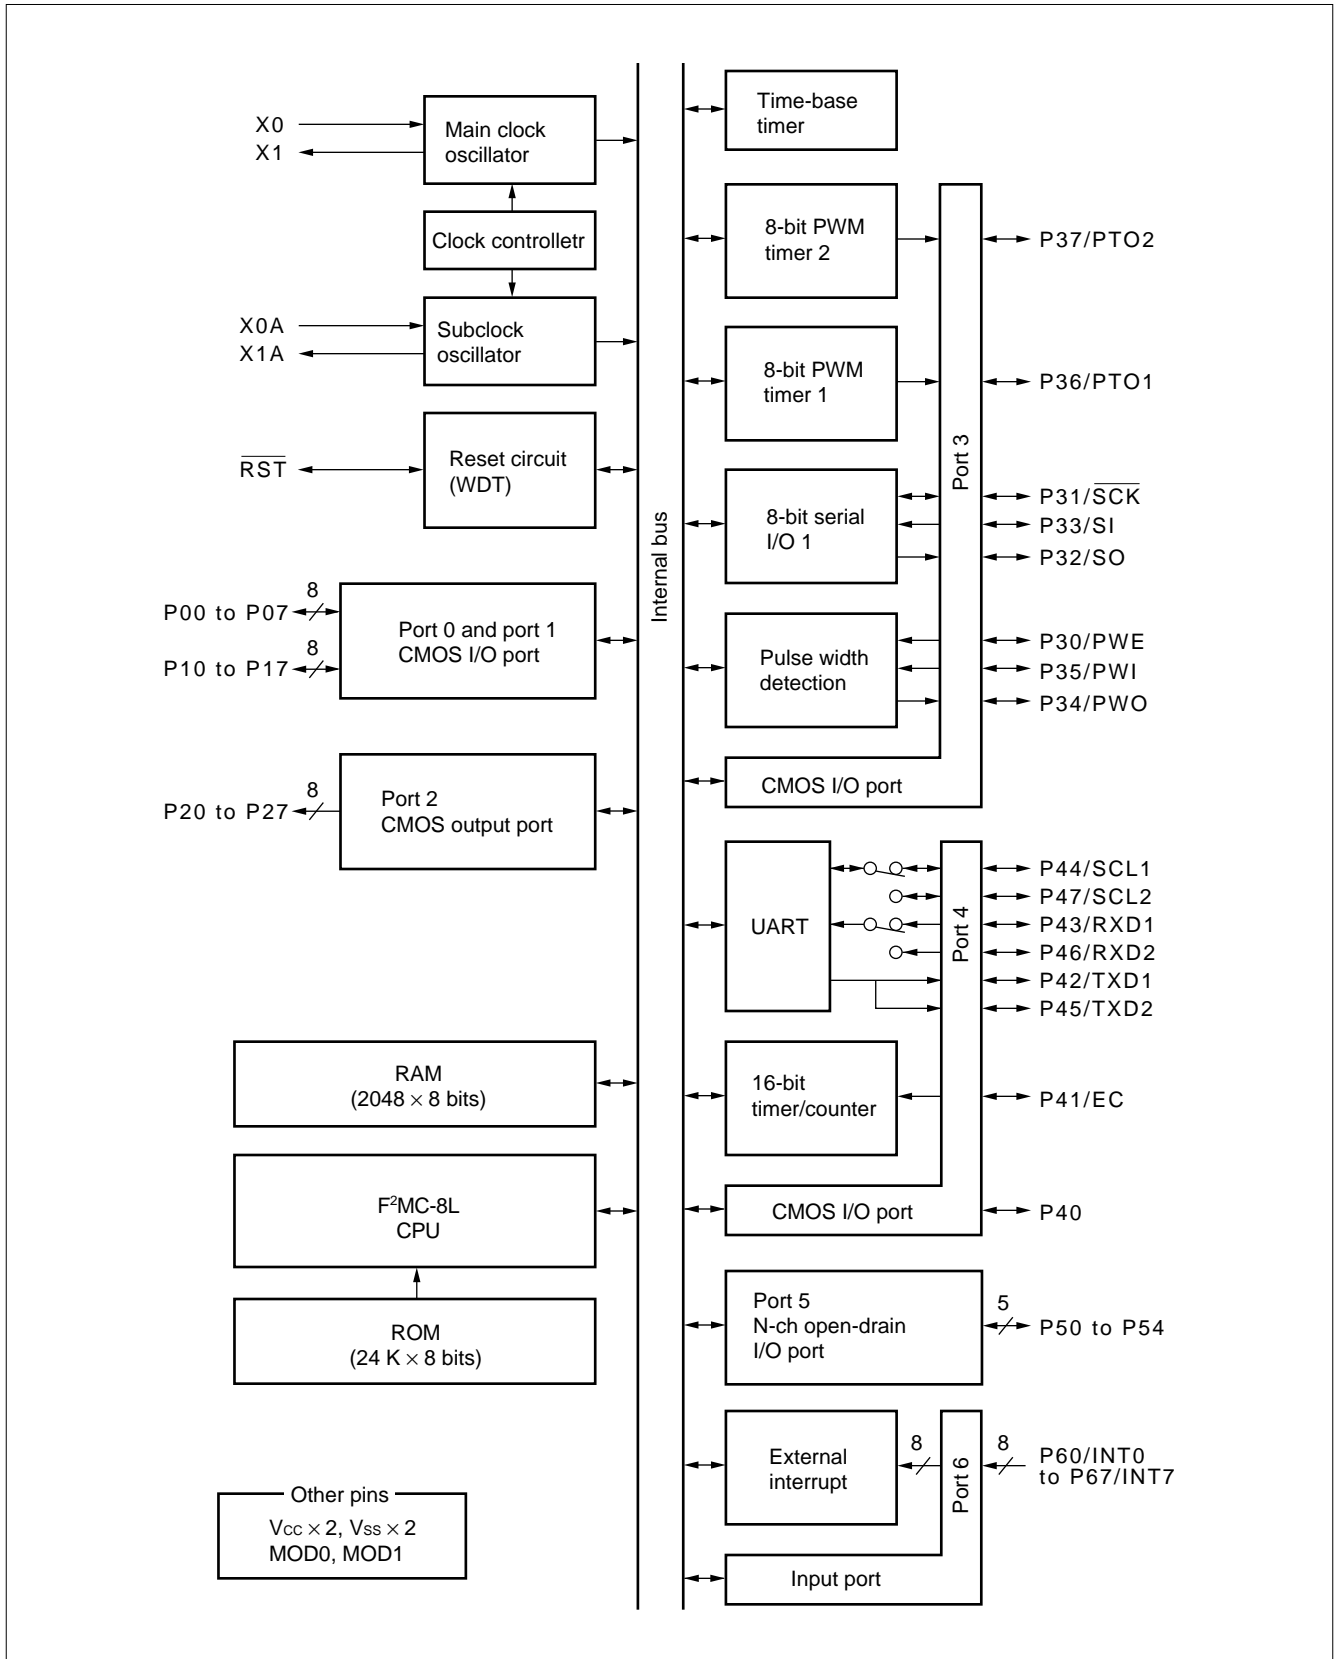 X0
X1
Main clock
oscillator
Clock controlletr
X0A
X1A
Subclock
oscillator
RST
Reset circuit
(WDT)
P00 to P07
8
P10 to P17
8
Port 0 and port 1
CMOS I/O port
P20 to P27
8
Port 2
CMOS output port
RAM
(2048 × 8 bits)
F²MC-8L
CPU
ROM
(24 K × 8 bits)
Other pins
Vcc × 2, Vss × 2
MOD0, MOD1
Internal bus
Time-base
timer
8-bit PWM
timer 2
P37/PTO2
8-bit PWM
timer 1
P36/PTO1
Port 3
8-bit serial
I/O 1
P31/SCK
P33/SI
P32/SO
Pulse width
detection
P30/PWE
P35/PWI
P34/PWO
CMOS I/O port
UART
Port 4
P44/SCL1
P47/SCL2
P43/RXD1
P46/RXD2
P42/TXD1
P45/TXD2
16-bit
timer/counter
P41/EC
CMOS I/O port
P40
Port 5
N-ch open-drain
I/O port
5
P50 to P54
External
interrupt
8
Port 6
8
P60/INT0
to P67/INT7
Input port